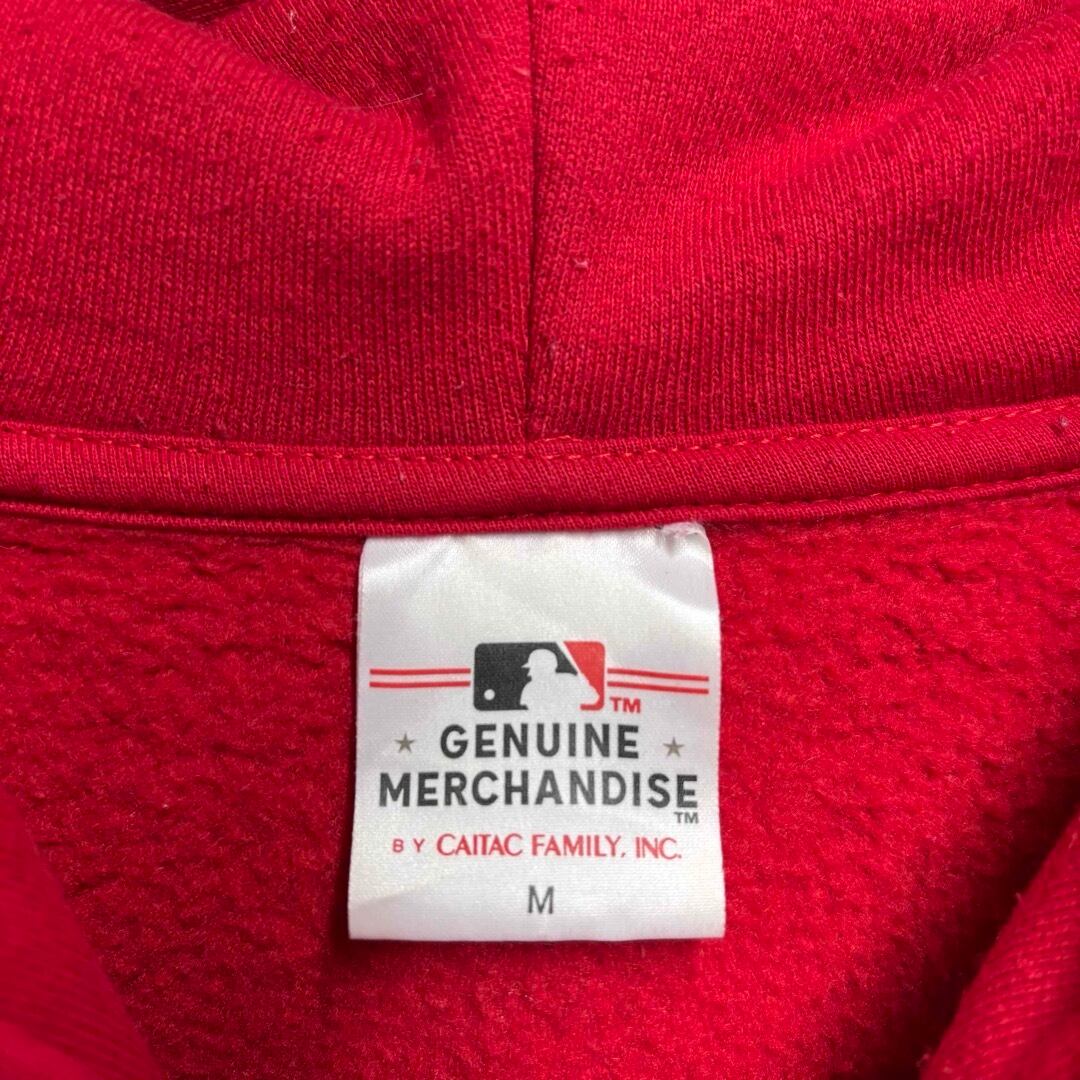 TM
★ GENUINE ★
MERCHANDISE
TM
BY CAITAC FAMILY, INC.
M